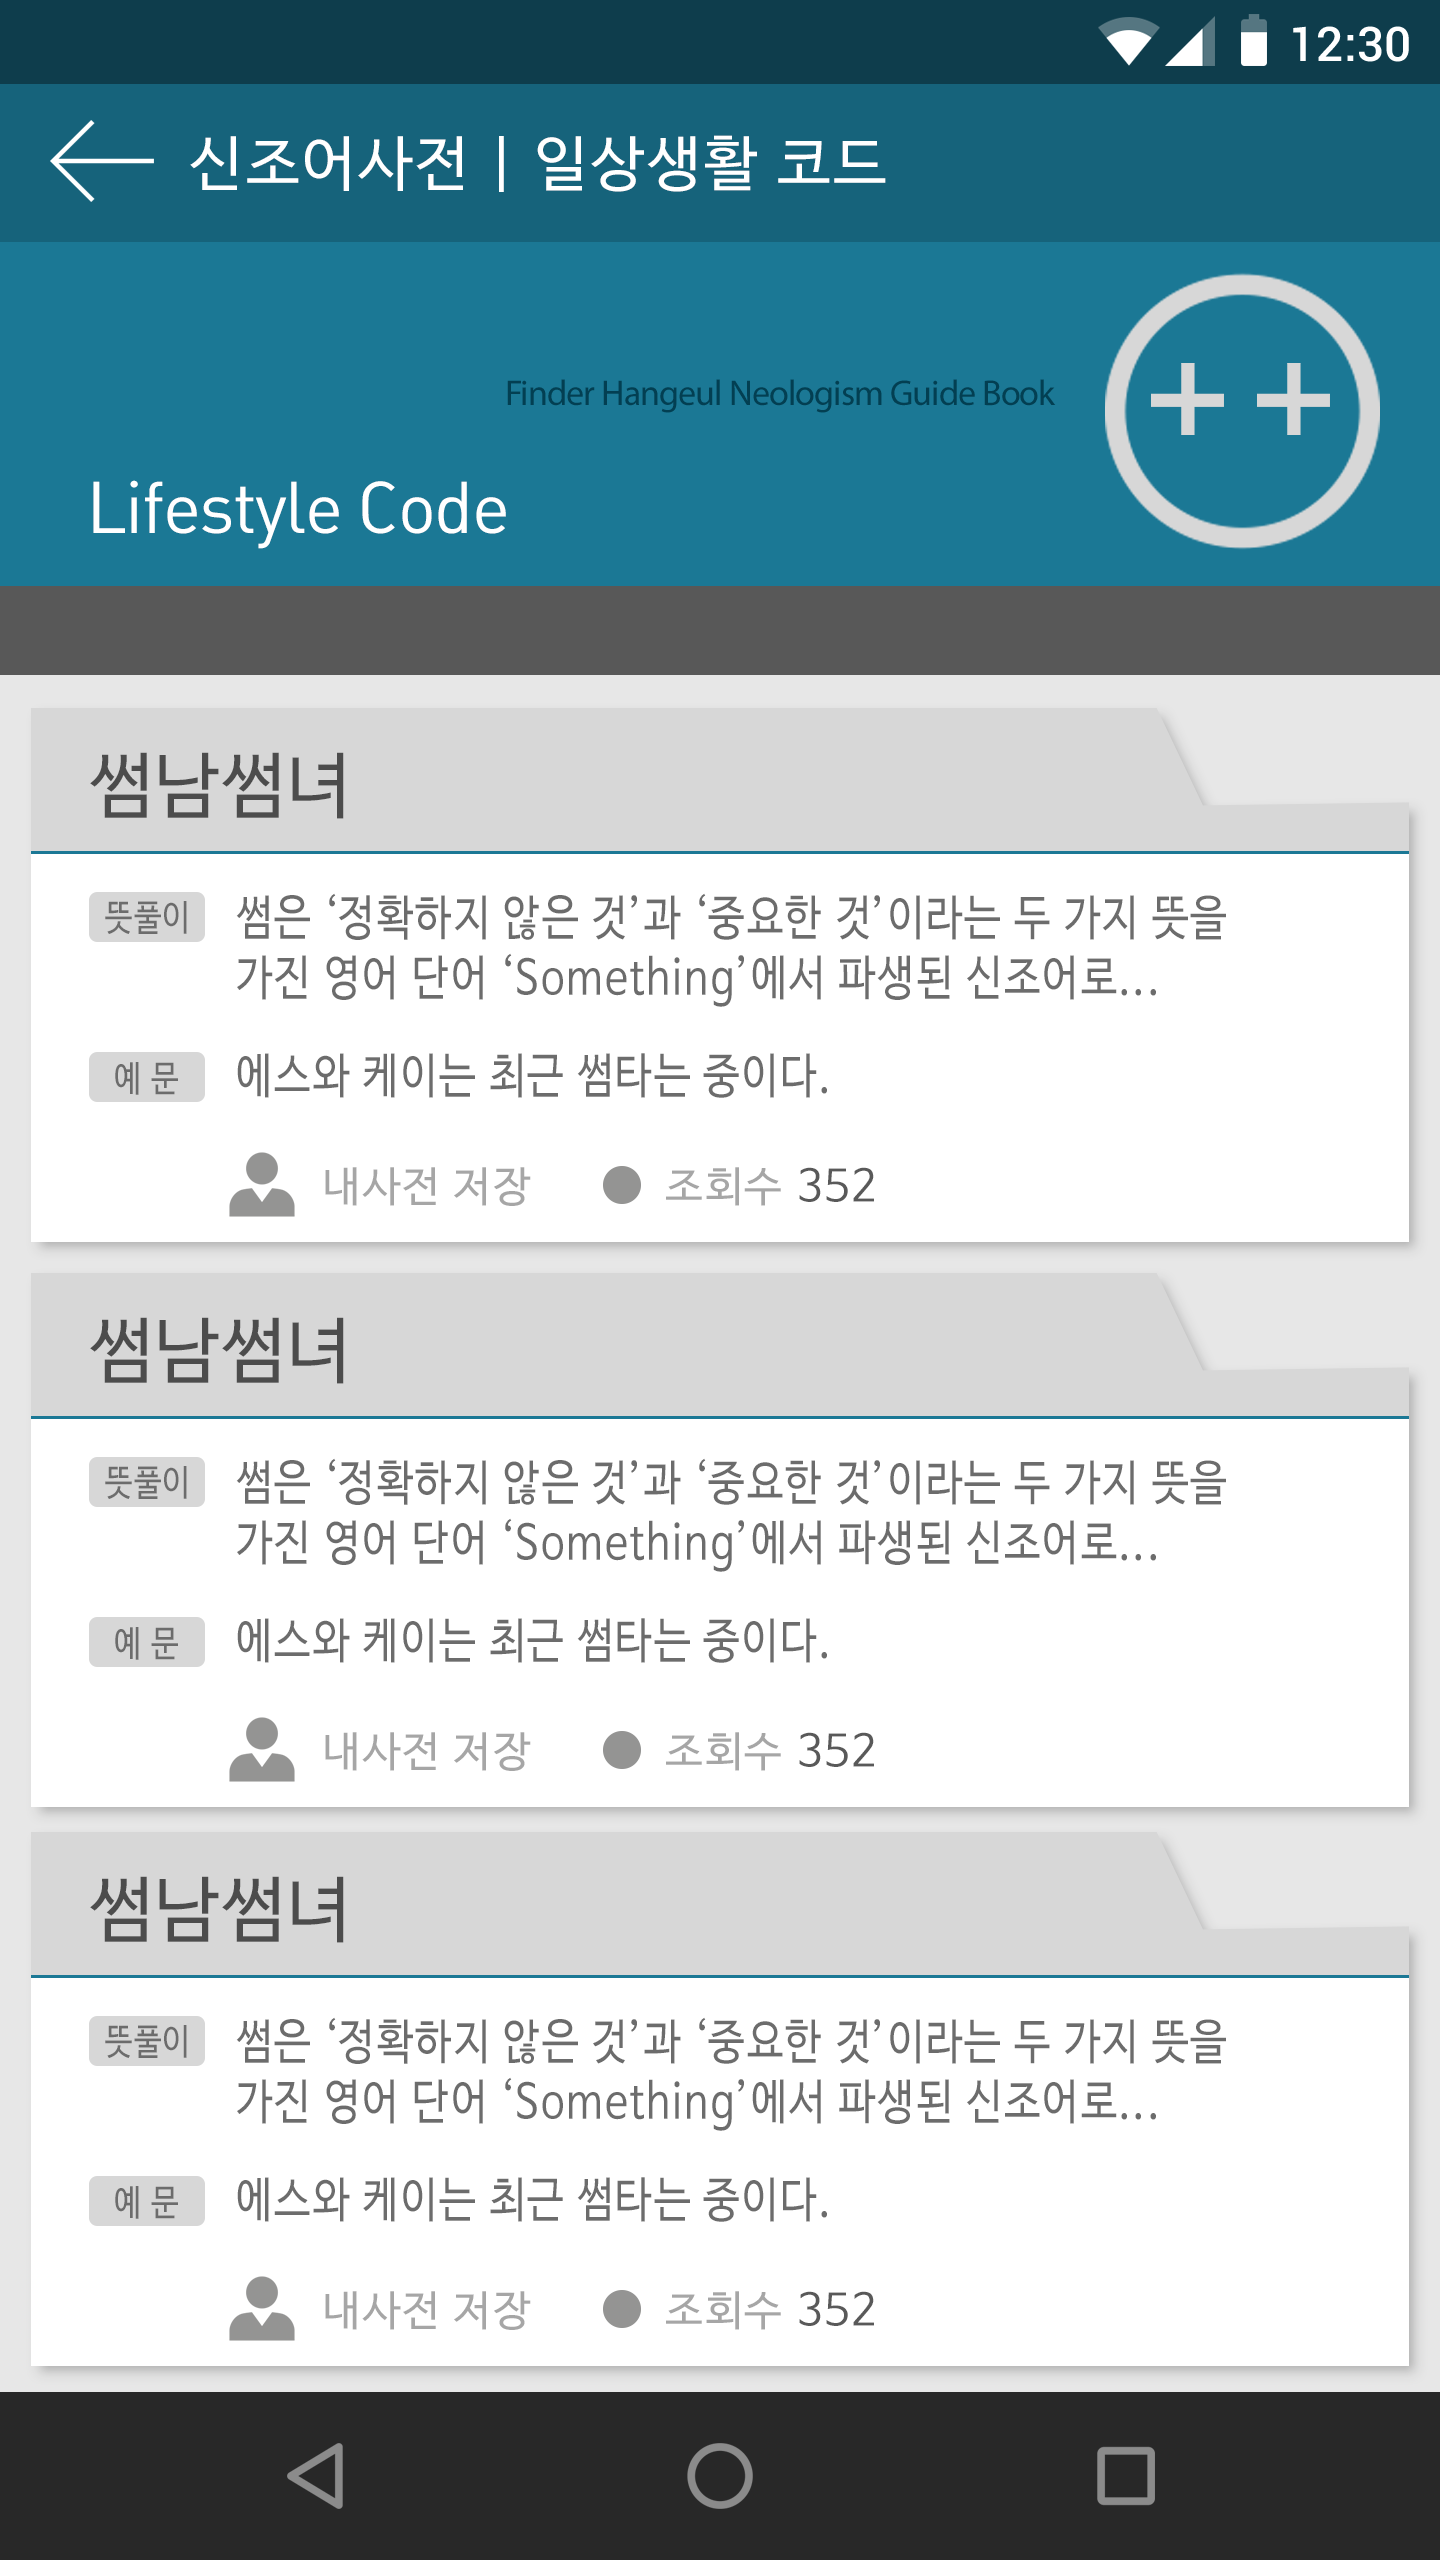 12:30
신조어사전 | 일상생활 코드
Finder Hangeul Neologism Guide Book
Lifestyle Code
썸남썸녀
뜻풀이 썸은 ‘정확하지 않은 것’과 ‘중요한 것’이라는 두 가지 뜻을
가진 영어 단어 ‘Something’에서 파생된 신조어로...
예 문 에스와 케이는 최근 썸타는 중이다.
내사전 저장 조회수 352
썸남썸녀
뜻풀이 썸은 ‘정확하지 않은 것’과 ‘중요한 것’이라는 두 가지 뜻을
가진 영어 단어 ‘Something’에서 파생된 신조어로...
예 문 에스와 케이는 최근 썸타는 중이다.
내사전 저장 조회수 352
썸남썸녀
뜻풀이 썸은 ‘정확하지 않은 것’과 ‘중요한 것’이라는 두 가지 뜻을
가진 영어 단어 ‘Something’에서 파생된 신조어로...
예 문 에스와 케이는 최근 썸타는 중이다.
내사전 저장 조회수 352